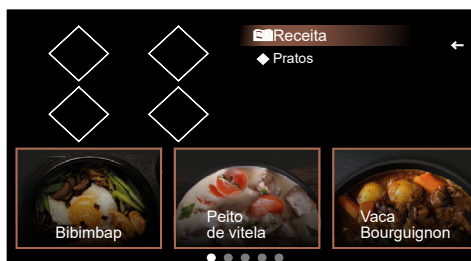 Receita
Pratos
Bibimbap
Peito
de vitela
Vaca
Bourguignon